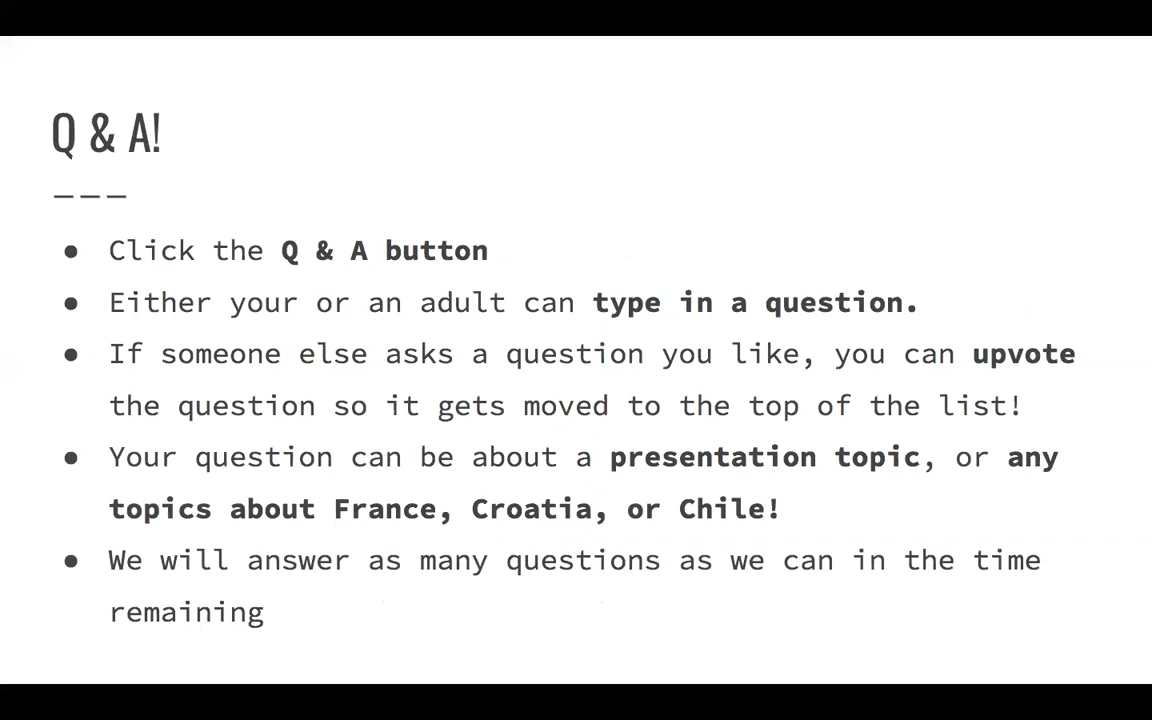 Q & A!
● Click the Q & A button
● Either your or an adult can type in a question.
● If someone else asks a question you like, you can upvote
the question so it gets moved to the top of the list!
● Your question can be about a presentation topic, or any
topics about France, Croatia, or Chile!
● We will answer as many questions as we can in the time
remaining